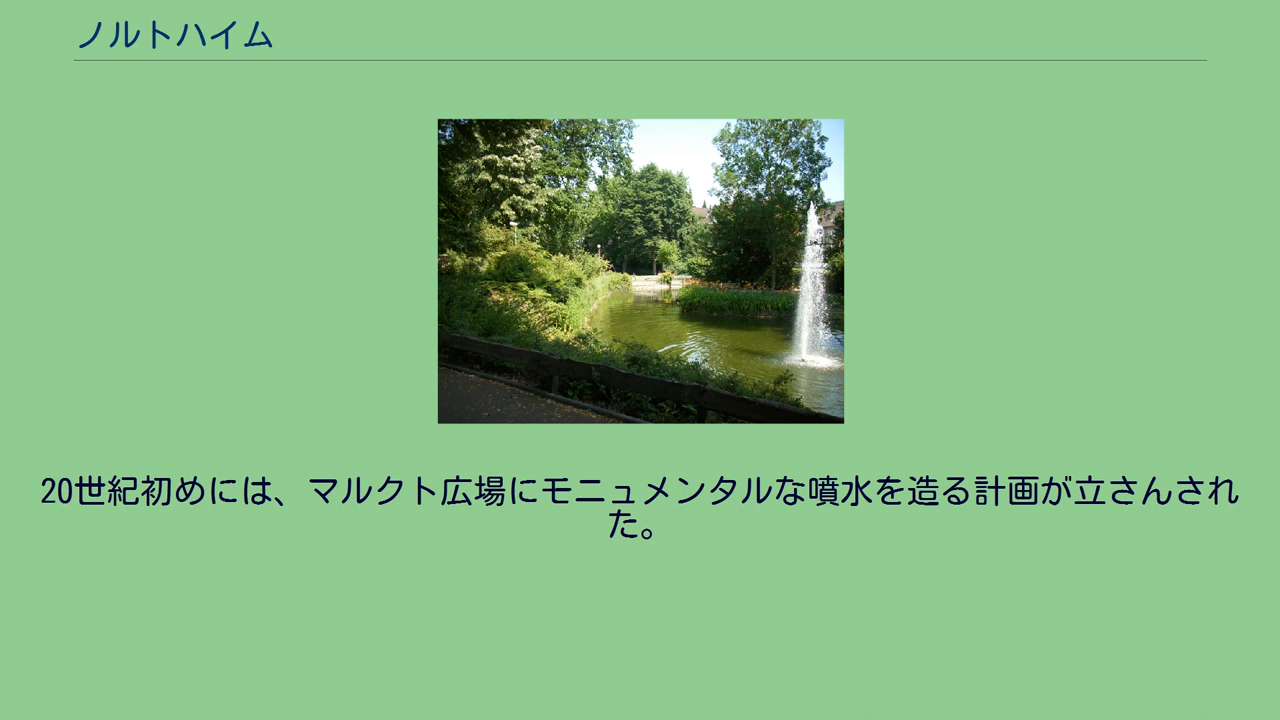 ノルトハイム
20世紀初めには、マルクト広場にモニュメンタルな噴水を造る計画が立さんされ
た。